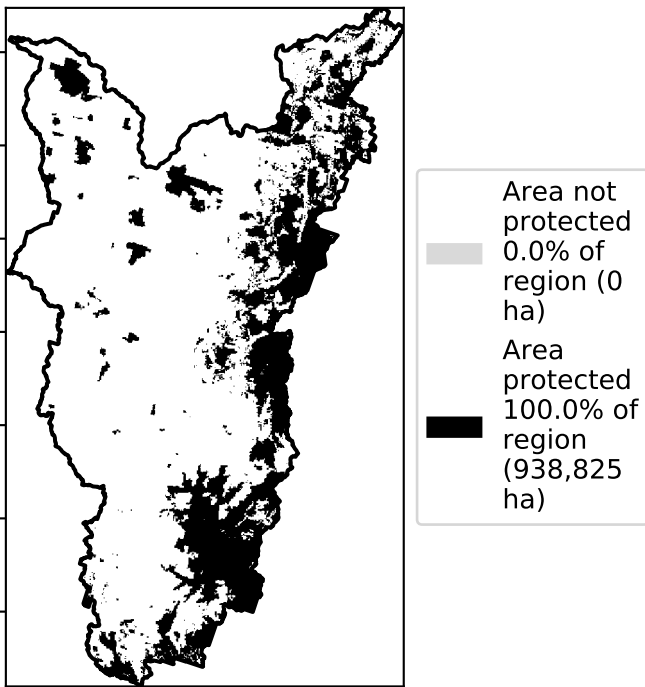 Area not
protected
0.0% of
region (0
ha)
Area
protected
100.0% of
region
(938,825
ha)